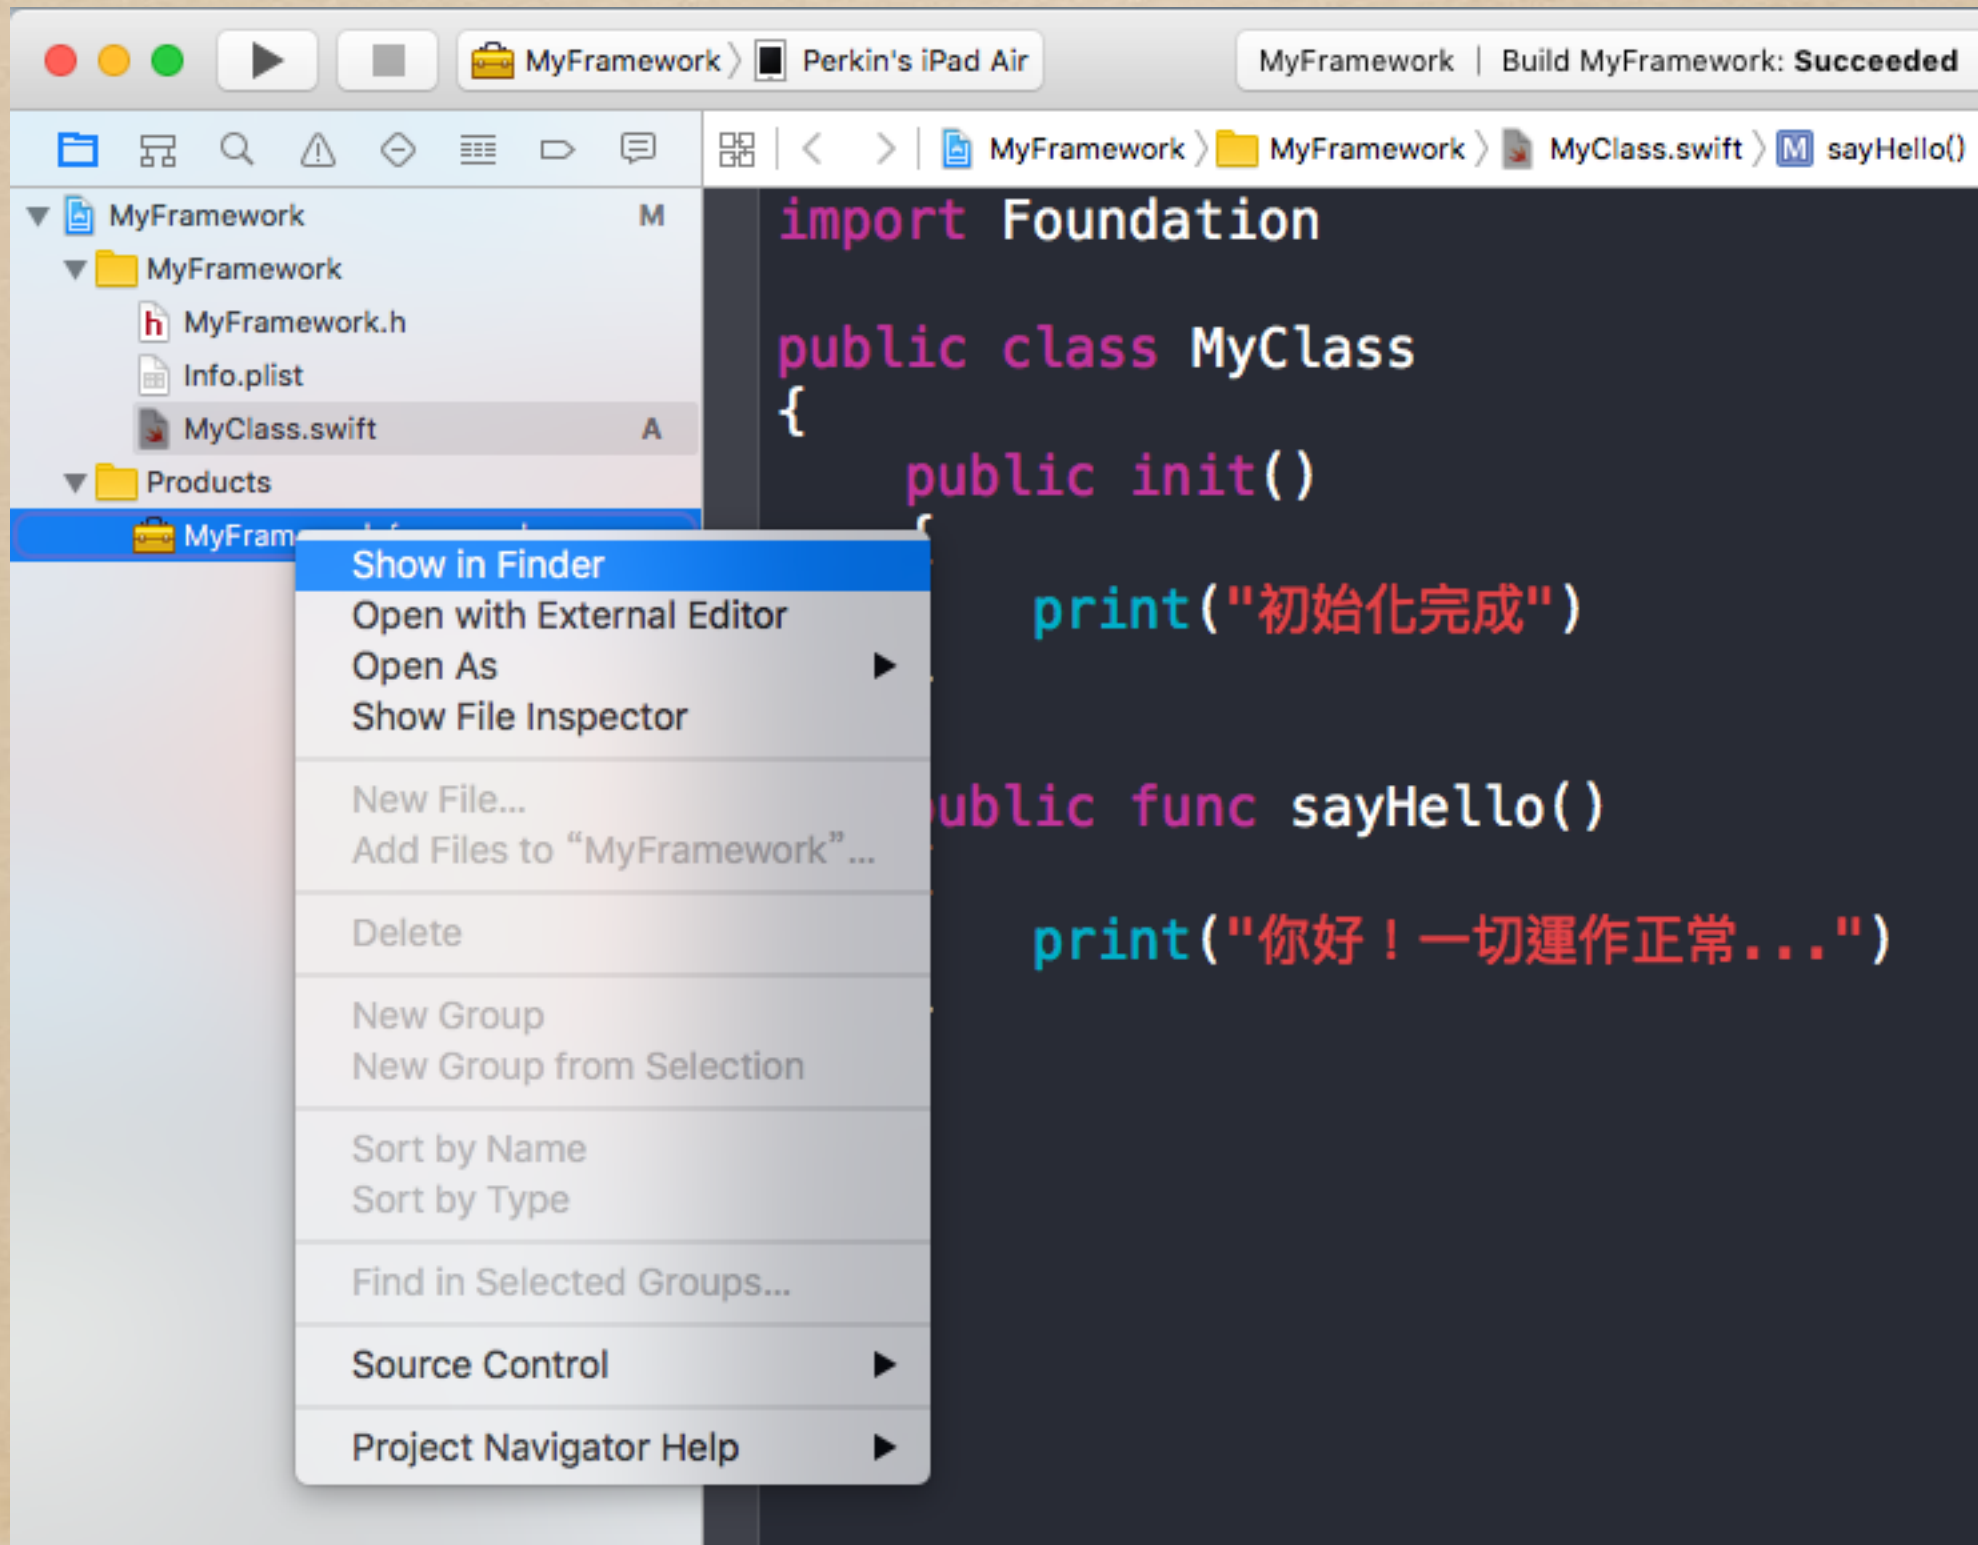 MyFramework Perkin's iPad Air
MyFramework | Build MyFramework: Succeeded
MyFramework MyFramework MyClass.swift M sayHello()
MyFramework M
MyFramework
h MyFramework.h
Info.plist
MyClass.swift A
Products
Show in Finder
Open with External Editor
Open As
Show File Inspector
New File...
Add Files to “MyFramework”...
Delete
New Group
New Group from Selection
Sort by Name
Sort by Type
Find in Selected Groups...
Source Control
Project Navigator Help
import Foundation
public class MyClass
{
public init()
{
print("初始化完成")
public func sayHello()
print("你好！一切運作正常...")